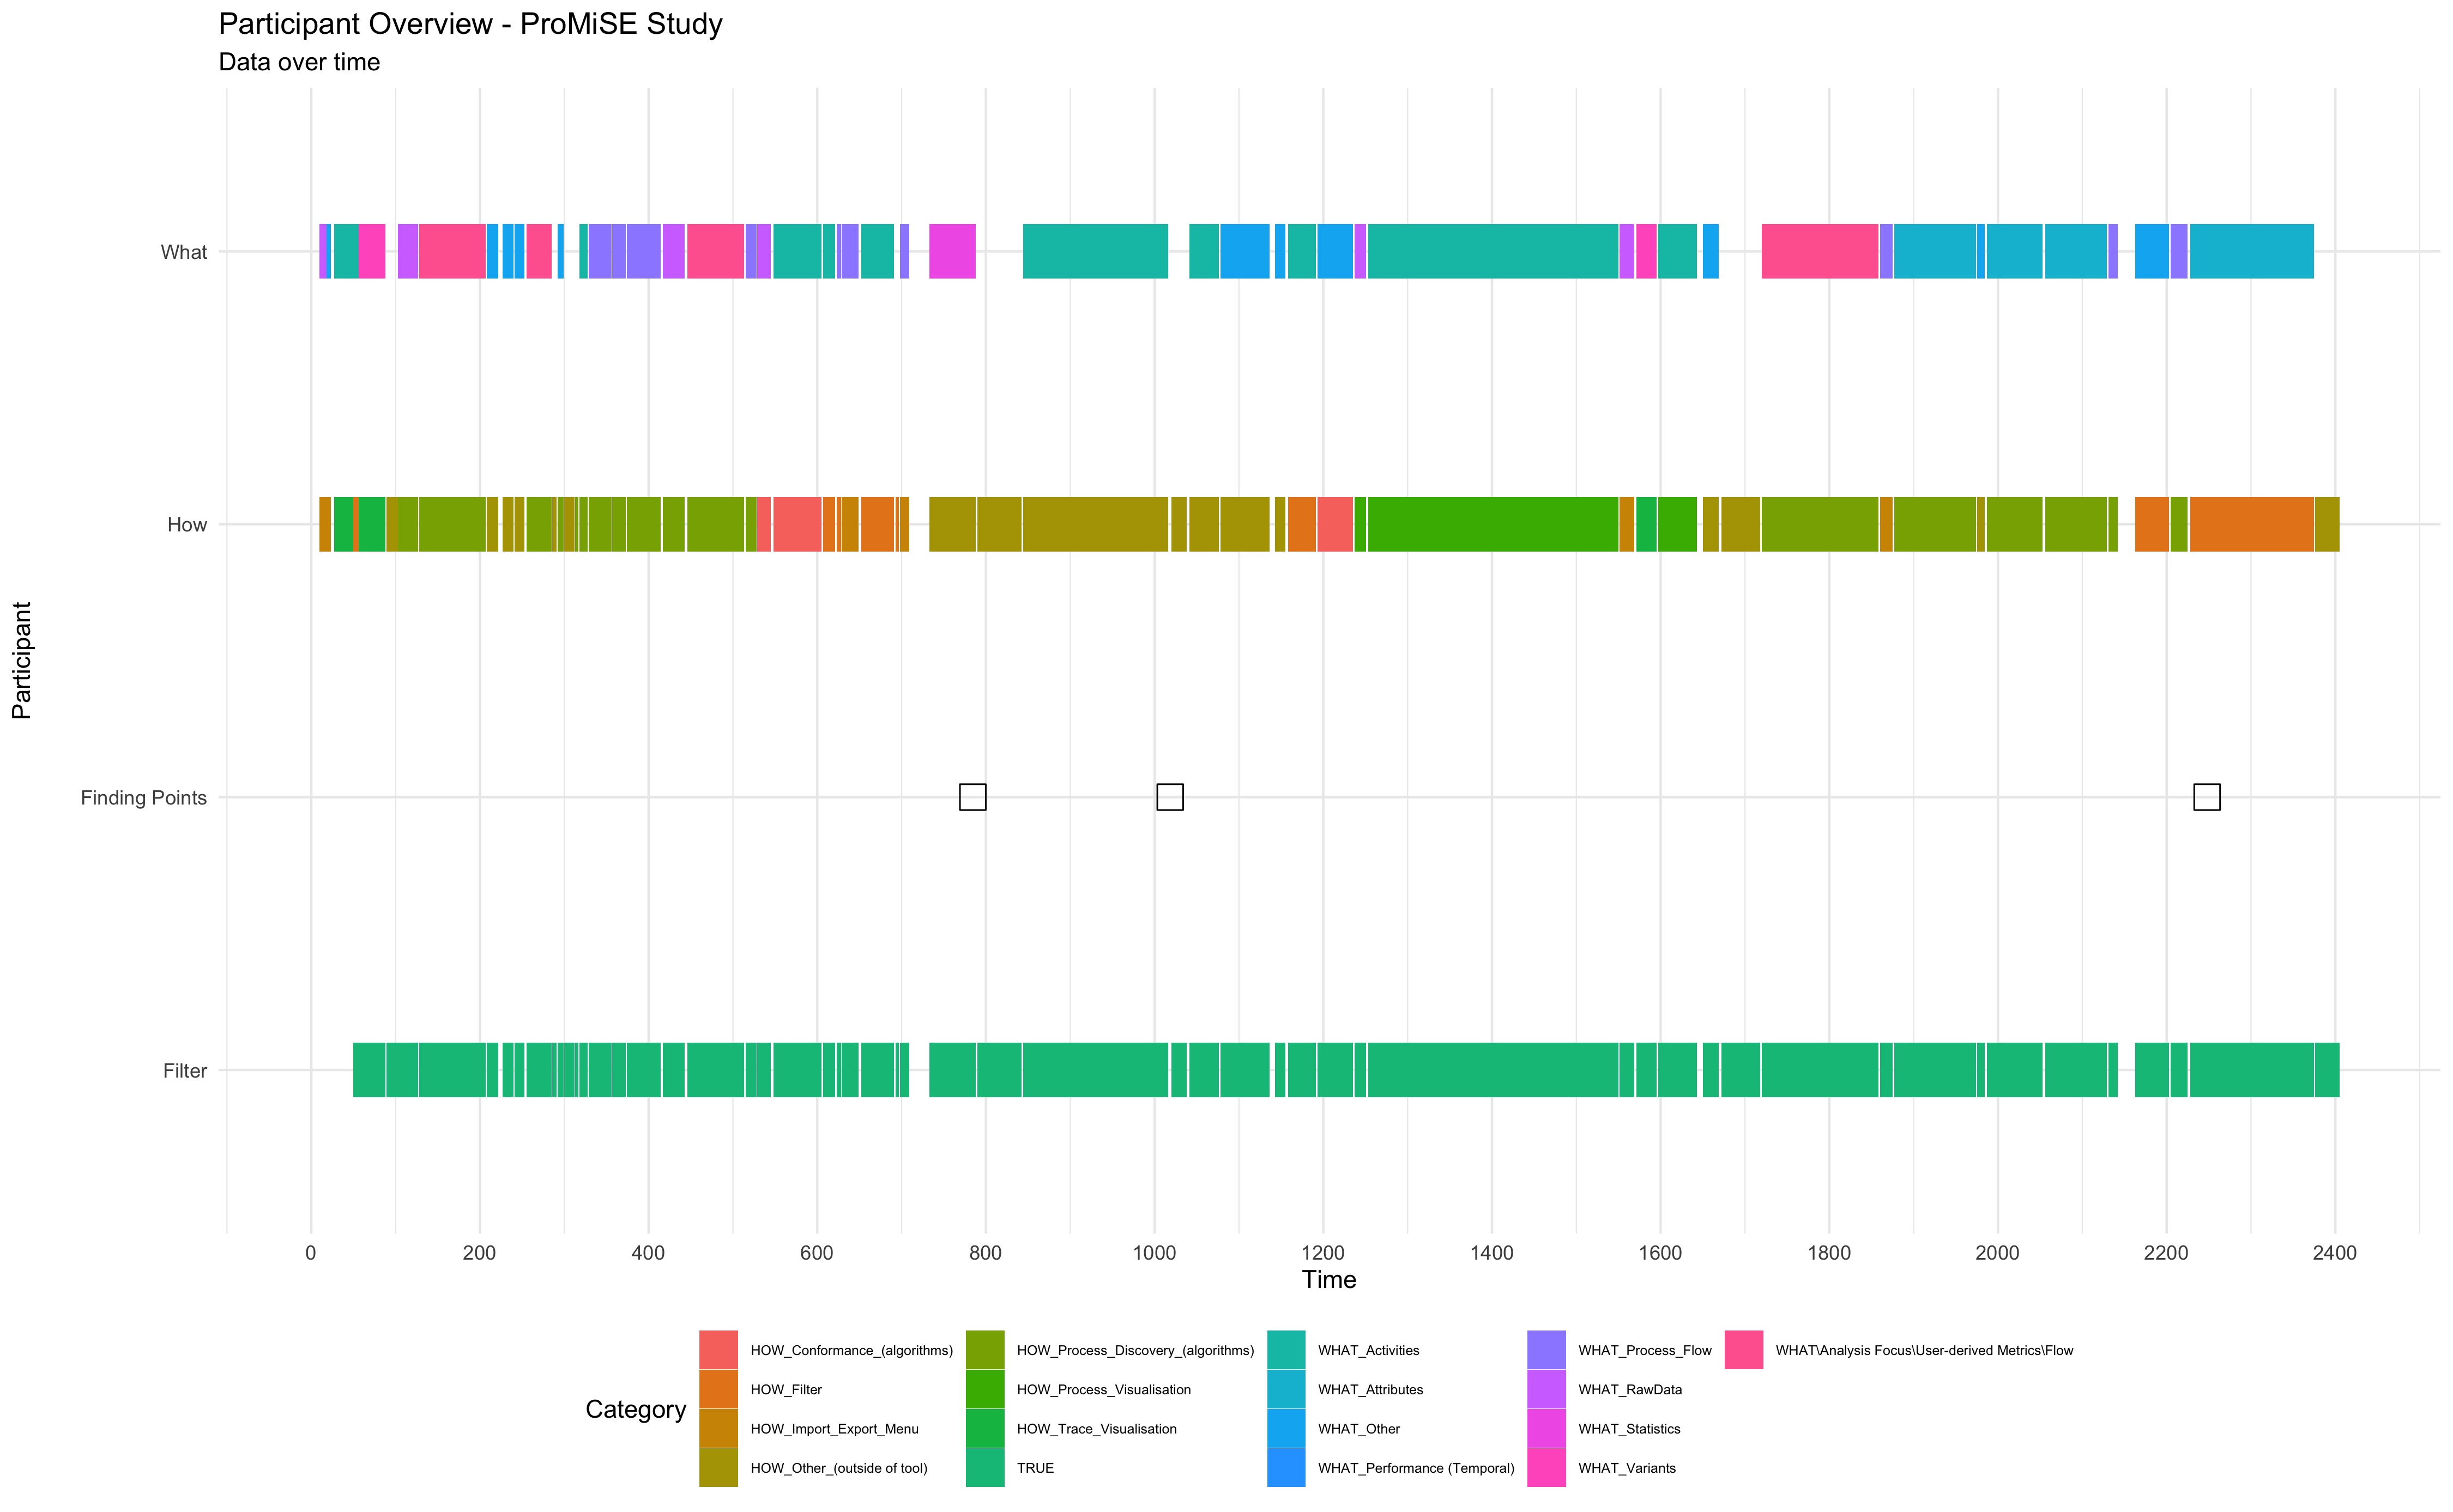 Participant Overview - ProMiSE Study
Data over time
What
How
Finding Points
Filter
Participant
0 200 400 600 800 1000 1200 1400 1600 1800 2000 2200 2400
Time
Category
HOW_Conformance_(algorithms)
HOW_Filter
HOW_Import_Export_Menu
HOW_Other_(outside of tool)
HOW_Process_Discovery_(algorithms)
HOW_Process_Visualisation
HOW_Trace_Visualisation
TRUE
WHAT_Activities
WHAT_Attributes
WHAT_Other
WHAT_Performance (Temporal)
WHAT_Process_Flow
WHAT_RawData
WHAT_Statistics
WHAT_Variants
WHAT\Analysis Focus\User-derived Metrics\Flow